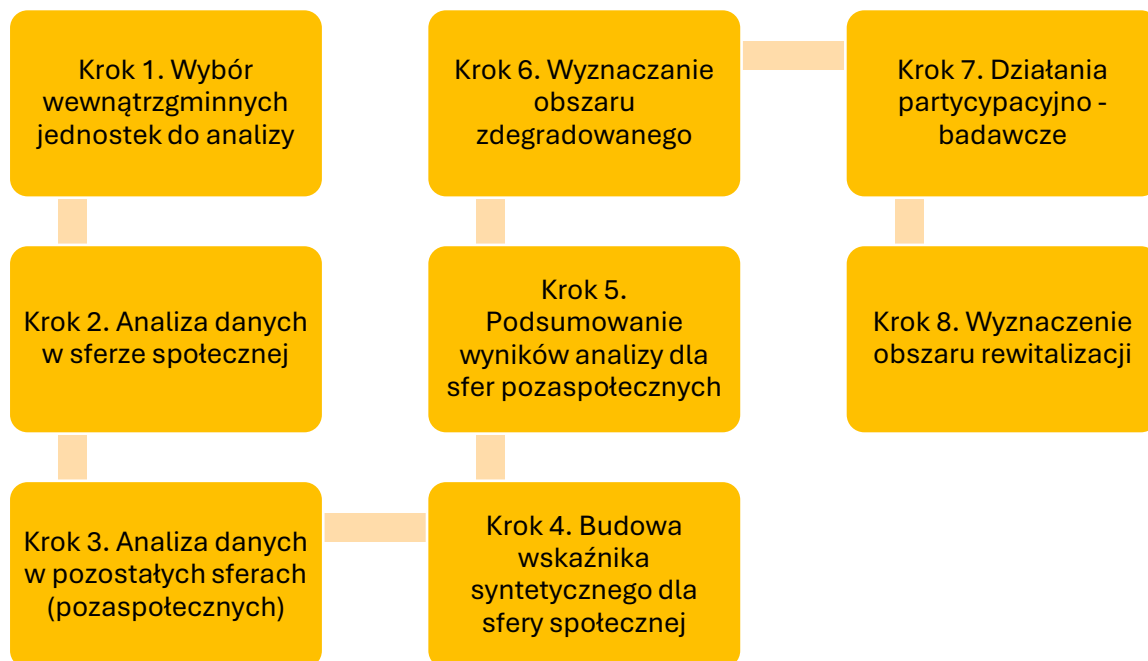 Krok 1. Wybór
wewnątrzgminnych
jednostek do analizy
Krok 2. Analiza danych
w sferze społecznej
Krok 3. Analiza danych
w pozostałych sferach
(pozaspołecznych)
Krok 4. Budowa
wskaźnika
syntetycznego dla
sfery społecznej
Krok 5.
Podsumowanie
wyników analizy dla
sfer pozaspołecznych
Krok 6. Wyznaczanie
obszaru
zdegradowanego
Krok 7. Działania
partycypacyjno -
badawcze
Krok 8. Wyznaczenie
obszaru rewitalizacji